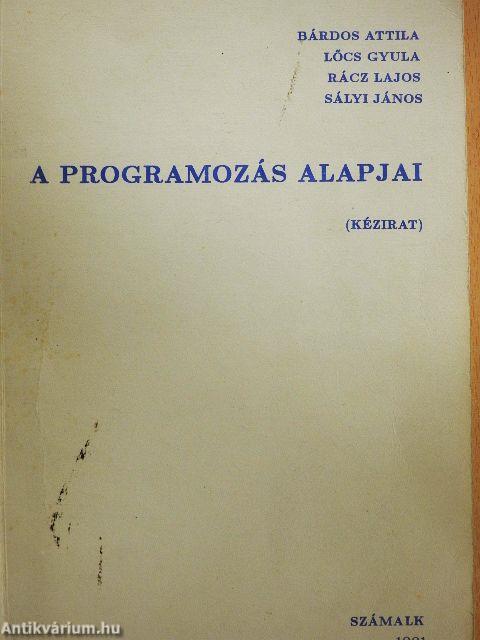 BÁRDOS ATTILA
LŐCS GYULA
RÁCZ LAJOS
SÁLYI JÁNOS
A PROGRAMOZÁS ALAPJAI
(KÉZIRAT)
SZÁMALK
Antikvárium.hu